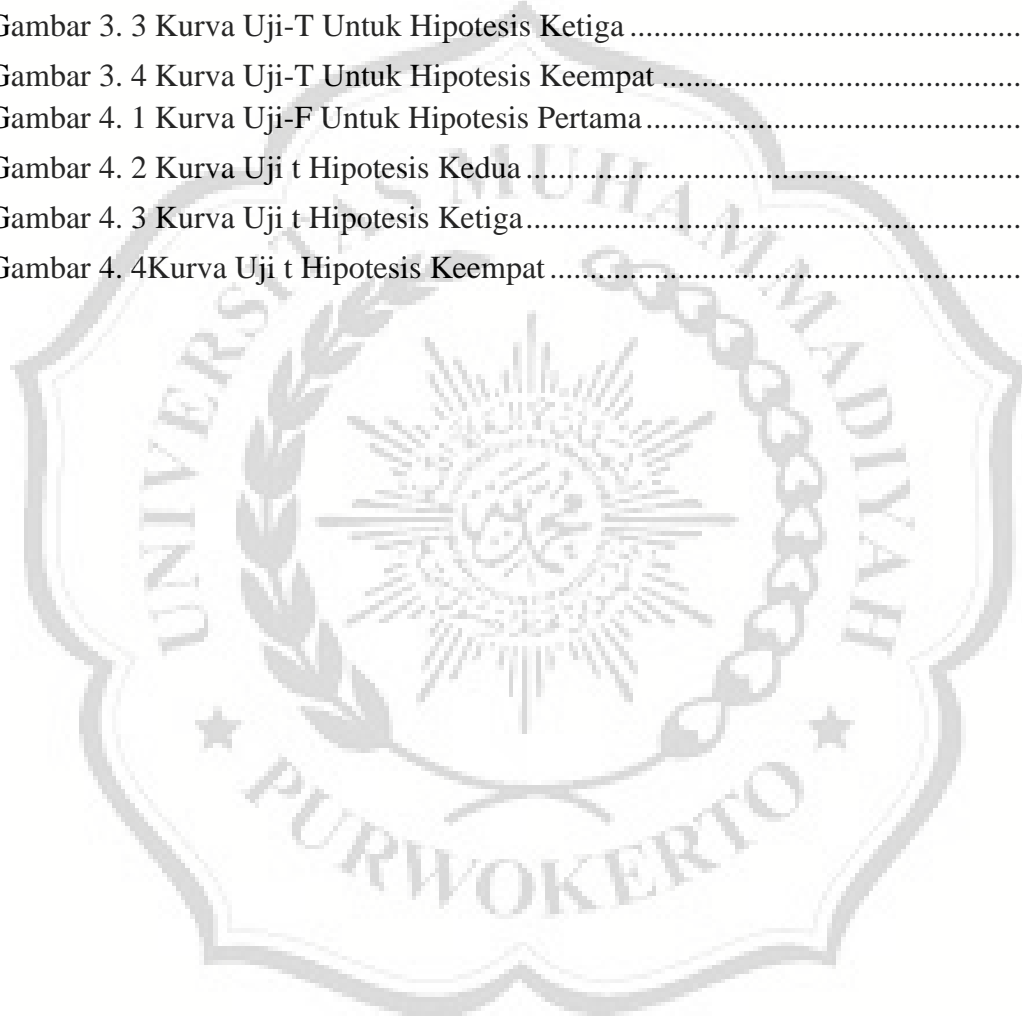 Gambar 3. 3 Kurva Uji-T Untuk Hipotesis Ketiga
Gambar 3. 4 Kurva Uji-T Untuk Hipotesis Keempat
Gambar 4. 1 Kurva Uji-F Untuk Hipotesis Pertama
Gambar 4. 2 Kurva Uji t Hipotesis Kedua
Gambar 4. 3 Kurva Uji t Hipotesis Ketiga
Gambar 4. 4Kurva Uji t Hipotesis Keempat
UNIVERSITAS MUHAMMADIYAH
PURWOKERTO